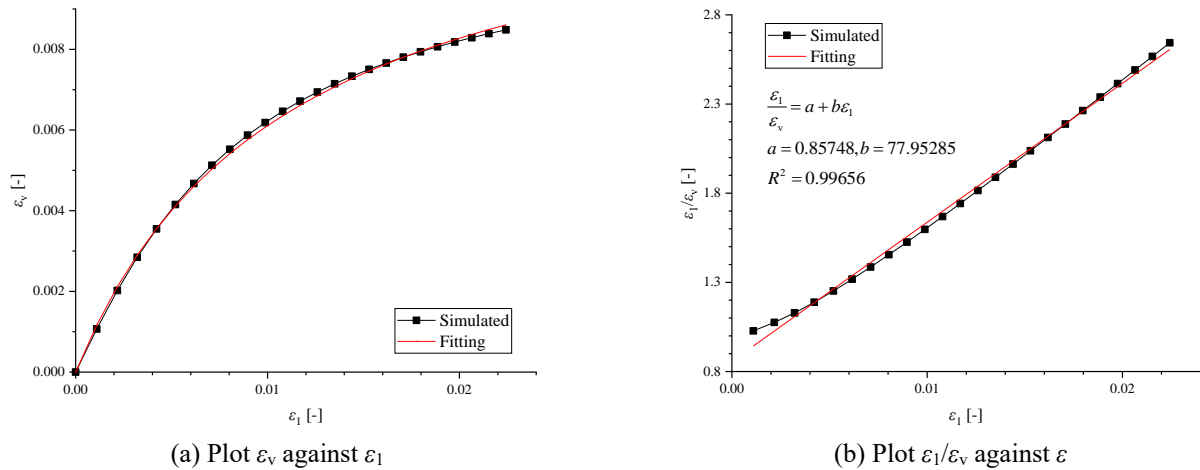 0.008
0.006
0.004
0.002
0.000
0.00
0.01
0.02
εv [-]
ε1 [-]
Simulated
Fitting
(a) Plot εv against ε1
2.8
2.3
1.8
1.3
0.8
0.00
0.01
0.02
ε1/εv [-]
ε1 [-]
Simulated
Fitting
ε1/εv = a + bε1
a = 0.85748, b = 77.95285
R² = 0.99656
(b) Plot ε1/εv against ε